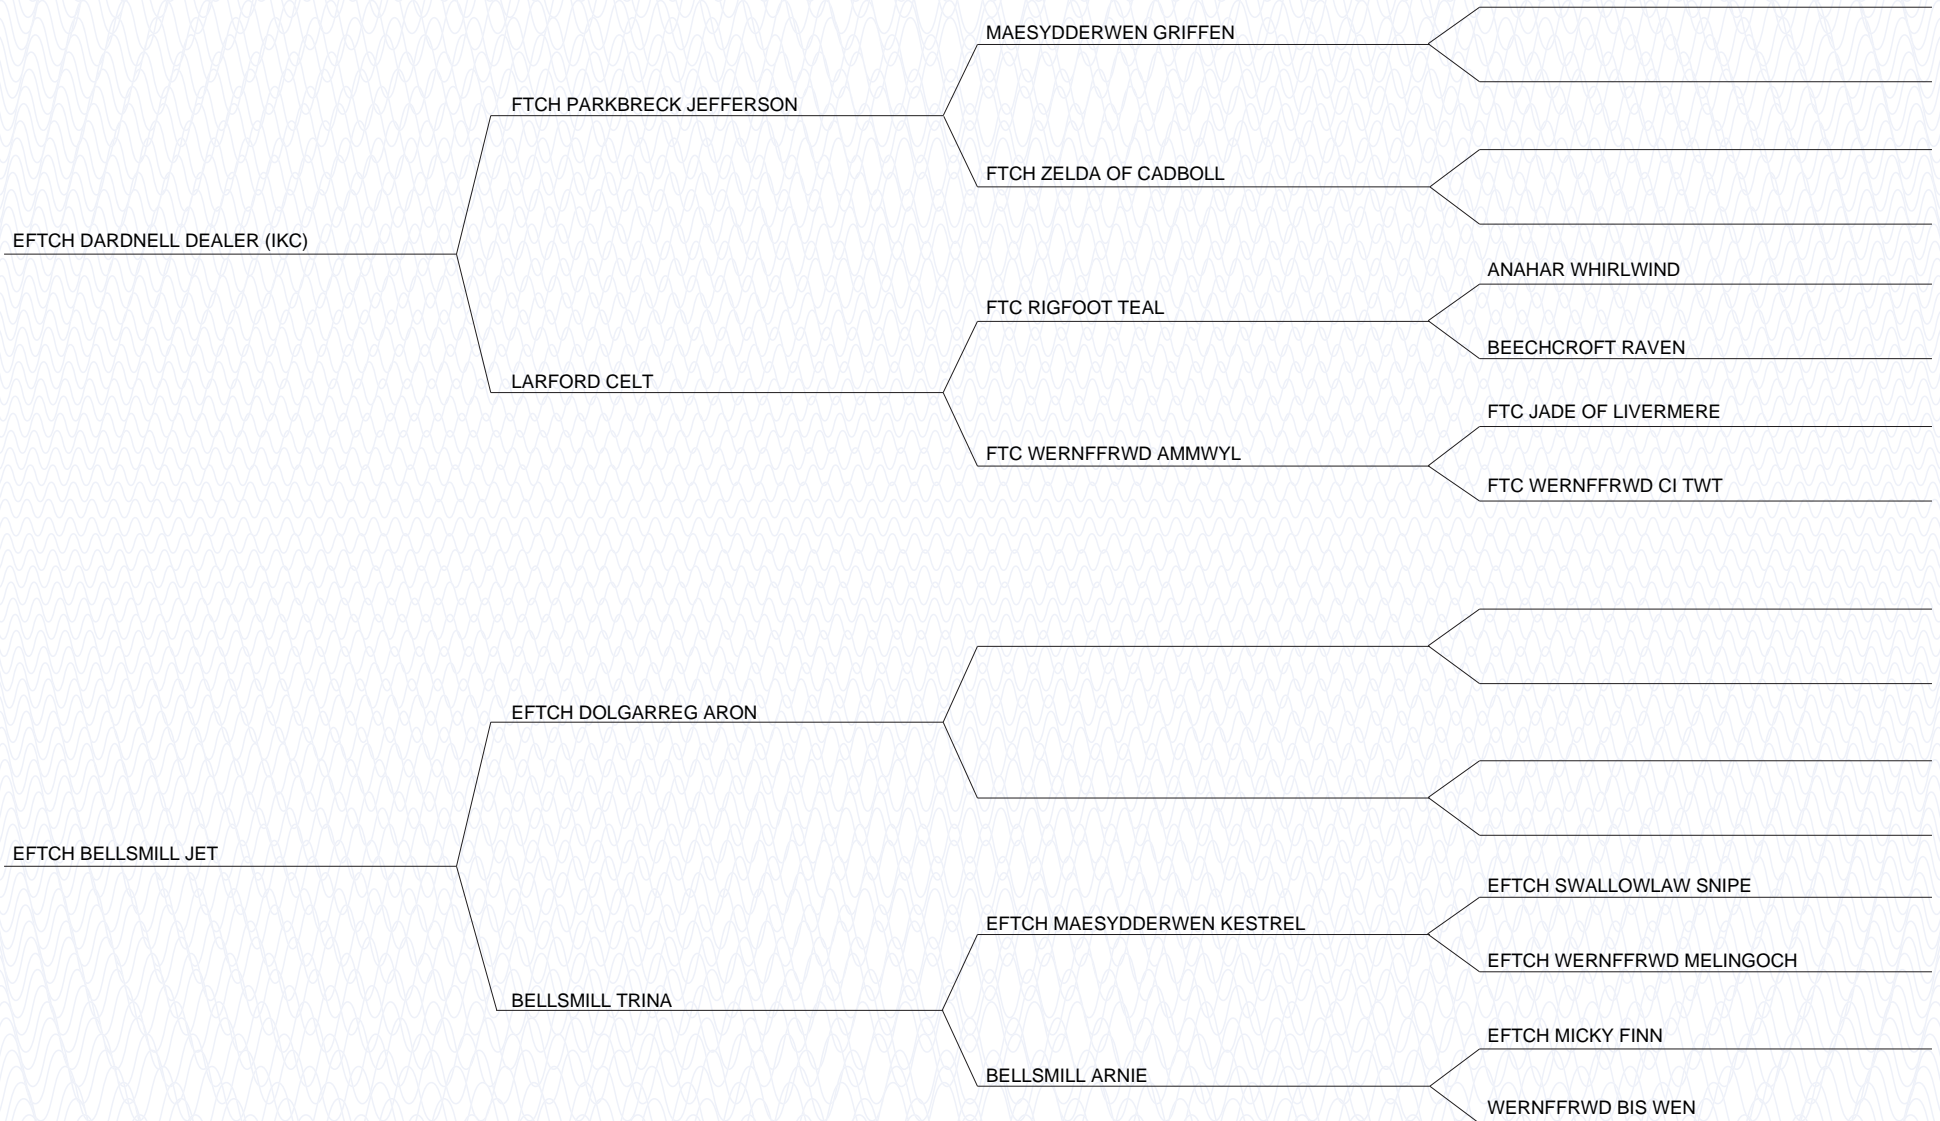 MAESYDDERWEN GRIFFEN
FTCH PARKBRECK JEFFERSON
FTCH ZELDA OF CADBOLL
EFTCH DARDNELL DEALER (IKC)
ANAHAR WHIRLWIND
FTC RIGFOOT TEAL
BEECHCROFT RAVEN
LARFORD CELT
FTC JADE OF LIVERMERE
FTC WERNFFRWD AMMWYL
FTC WERNFFRWD CI TWT
EFTCH DOLGARREG ARON
EFTCH BELLSMILL JET
EFTCH SWALLOWLAW SNIPE
EFTCH MAESYDDERWEN KESTREL
EFTCH WERNFFRWD MELINGOCH
BELLSMILL TRINA
EFTCH MICKY FINN
BELLSMILL ARNIE
WERNFFRWD BIS WEN